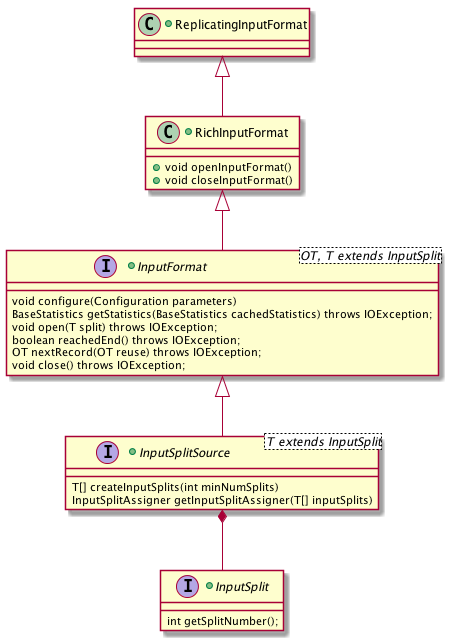 C ReplicatingInputFormat
C RichInputFormat
void openInputFormat()
void closeInputFormat()
OT, T extends InputSplit
I InputFormat
void configure(Configuration parameters)
BaseStatistics getStatistics(BaseStatistics cachedStatistics) throws IOException;
void open(T split) throws IOException;
boolean reachedEnd() throws IOException;
OT nextRecord(OT reuse) throws IOException;
void close() throws IOException;
T extends InputSplit
I InputSplitSource
T[] createInputSplits(int minNumSplits)
InputSplitAssigner getInputSplitAssigner(T[] inputSplits)
I InputSplit
int getSplitNumber();